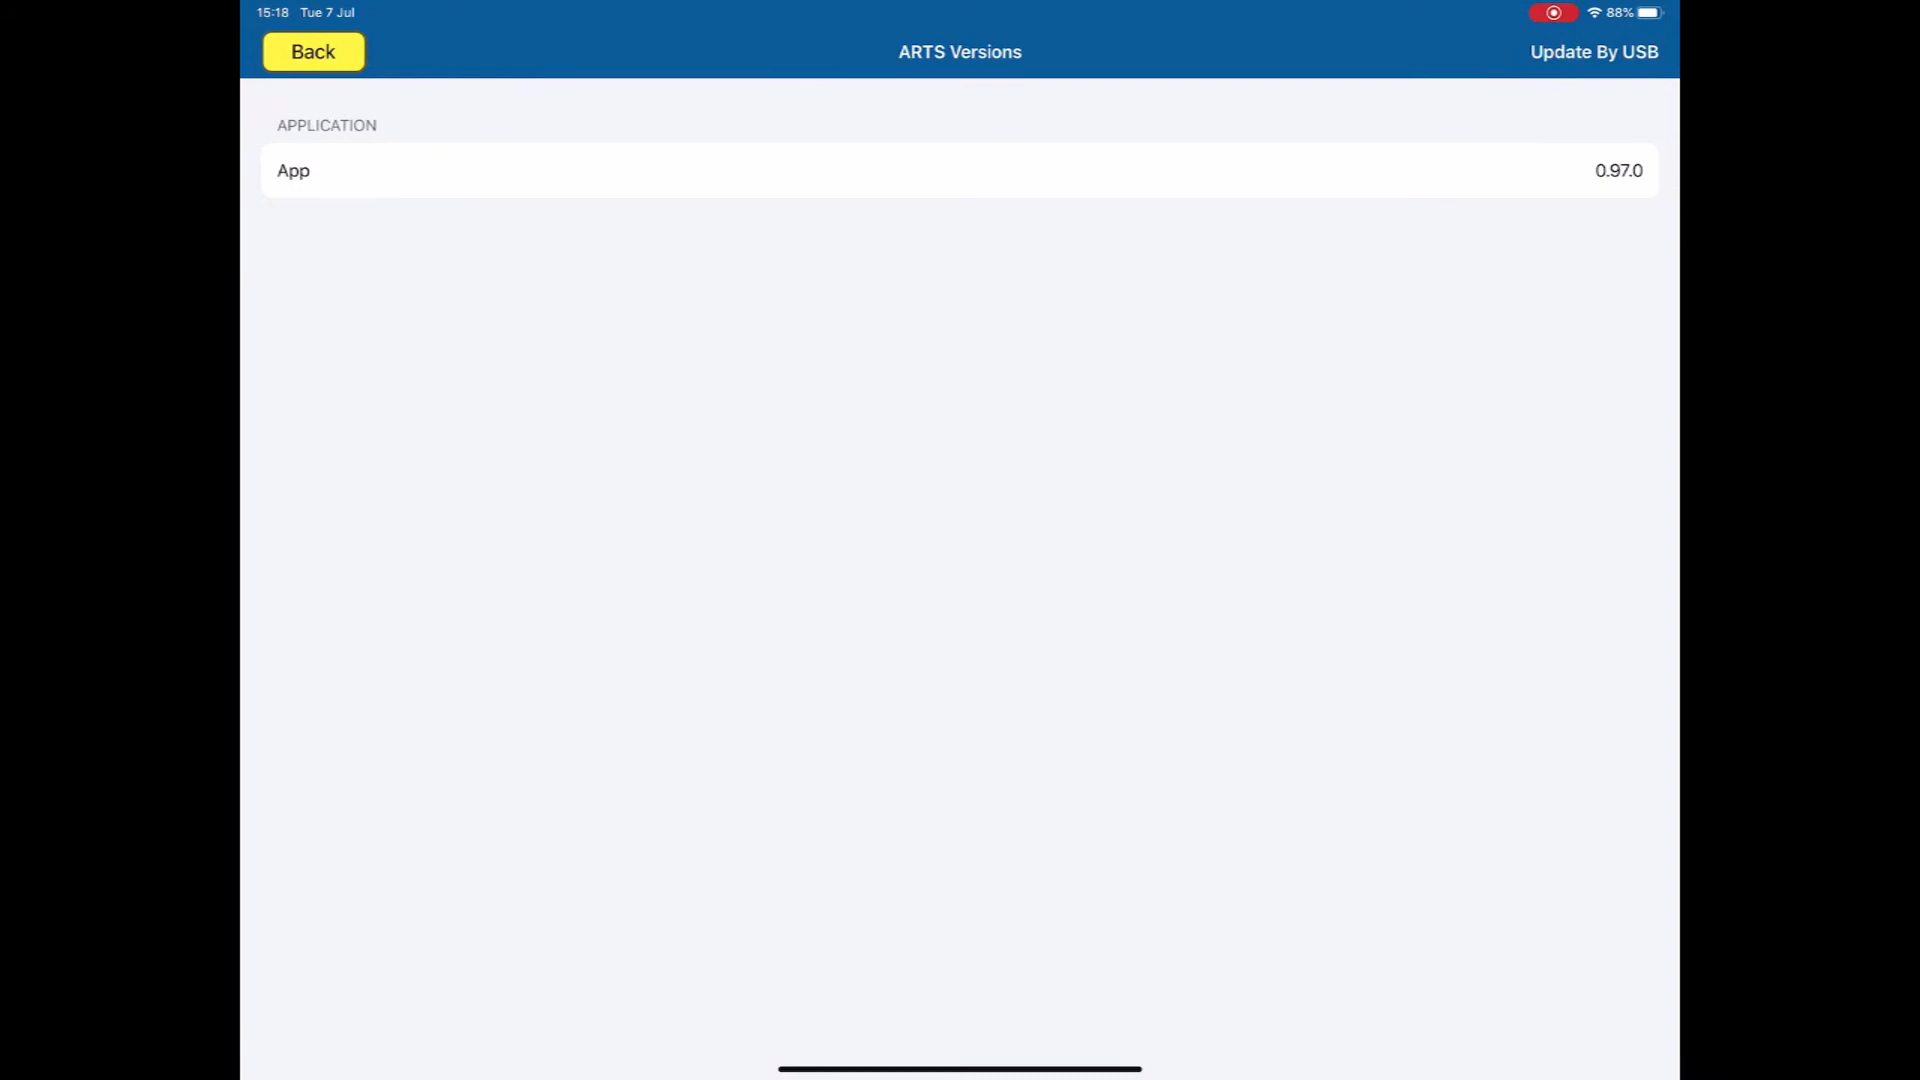 15:18 Tue 7 Jul
88%
Back
ARTS Versions
Update By USB
APPLICATION
App
0.97.0